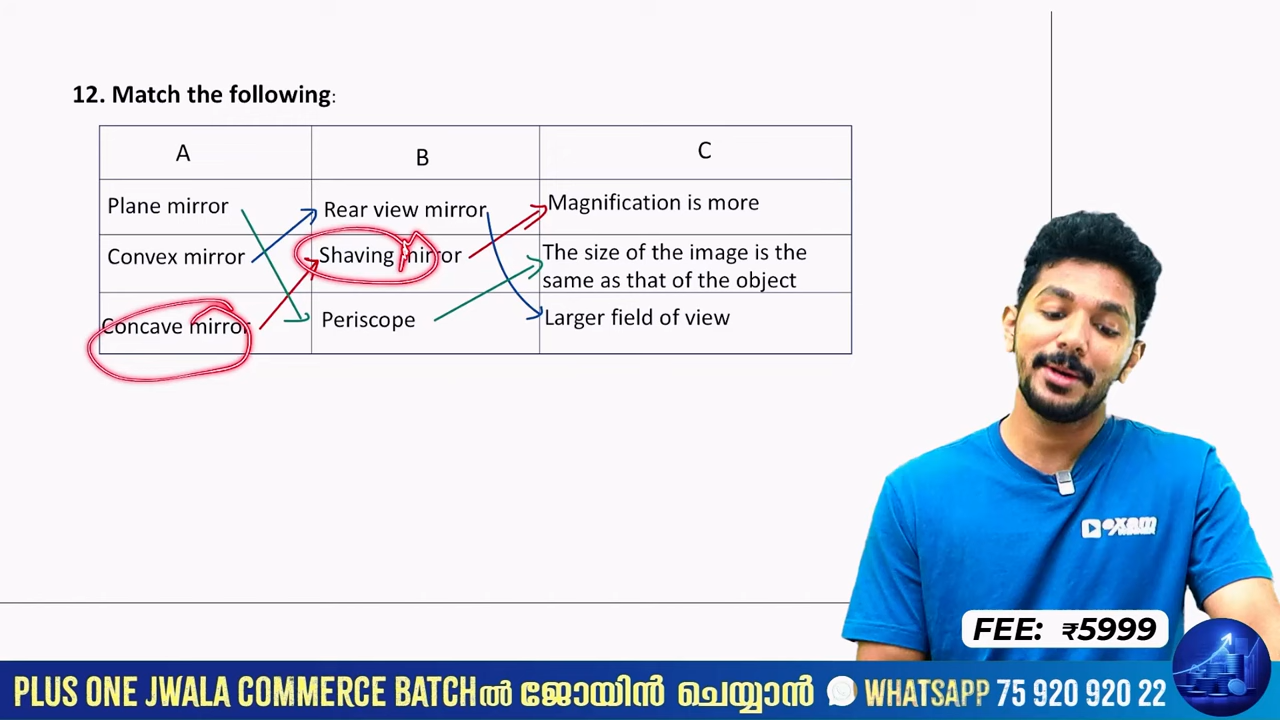 12. Match the following:
A B C
Plane mirror Rear view mirror Magnification is more
Convex mirror Shaving mirror The size of the image is the
same as that of the object
Concave mirror Periscope Larger field of view
exam
FEE: ₹5999
PLUS ONE JWALA COMMERCE BATCHൽ ജോയിൻ ചെയ്യാൻ WHATSAPP 75 920 920 22